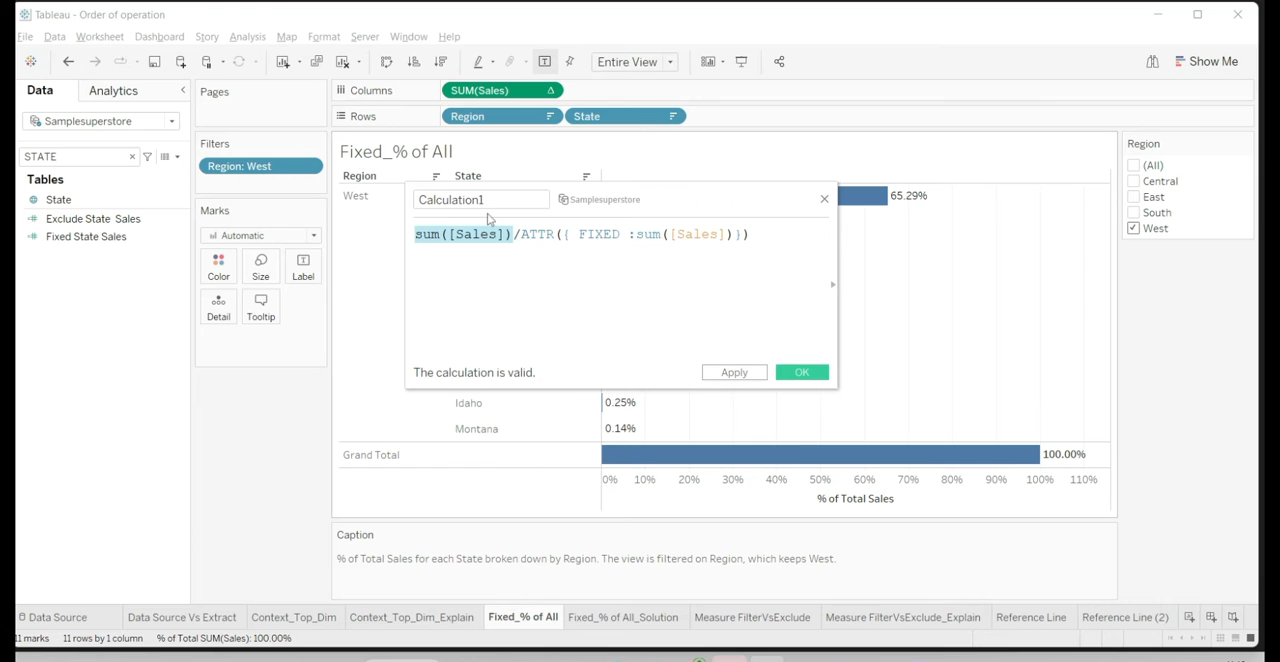 Tableau - Order of operation
File Data Worksheet Dashboard Story Analysis Map Format Server Window Help
Entire View
Show Me
Data Analytics
Samplesuperstore
STATE
Tables
State
Exclude State Sales
Fixed State Sales
Pages
Filters
Region: West
Marks
Automatic
Color Size Label
Detail Tooltip
Columns SUM(Sales) Δ
Rows Region State
Fixed_% of All
Region State
West 65.29%
Calculation1 Samplesuperstore
sum([Sales])/ATTR({ FIXED :sum([Sales])})
The calculation is valid. Apply OK
Idaho 0.25%
Montana 0.14%
Grand Total 100.00%
0% 10% 20% 30% 40% 50% 60% 70% 80% 90% 100% 110%
% of Total Sales
Caption
% of Total Sales for each State broken down by Region. The view is filtered on Region, which keeps West.
Region
(All)
Central
East
South
West
Data Source Data Source Vs Extract Context_Top_Dim Context_Top_Dim_Explain Fixed_% of All Fixed_% of All_Solution Measure FilterVsExclude Measure FilterVsExclude_Explain Reference Line Reference Line (2)
11 marks 11 rows by 1 column % of Total SUM(Sales): 100.00%